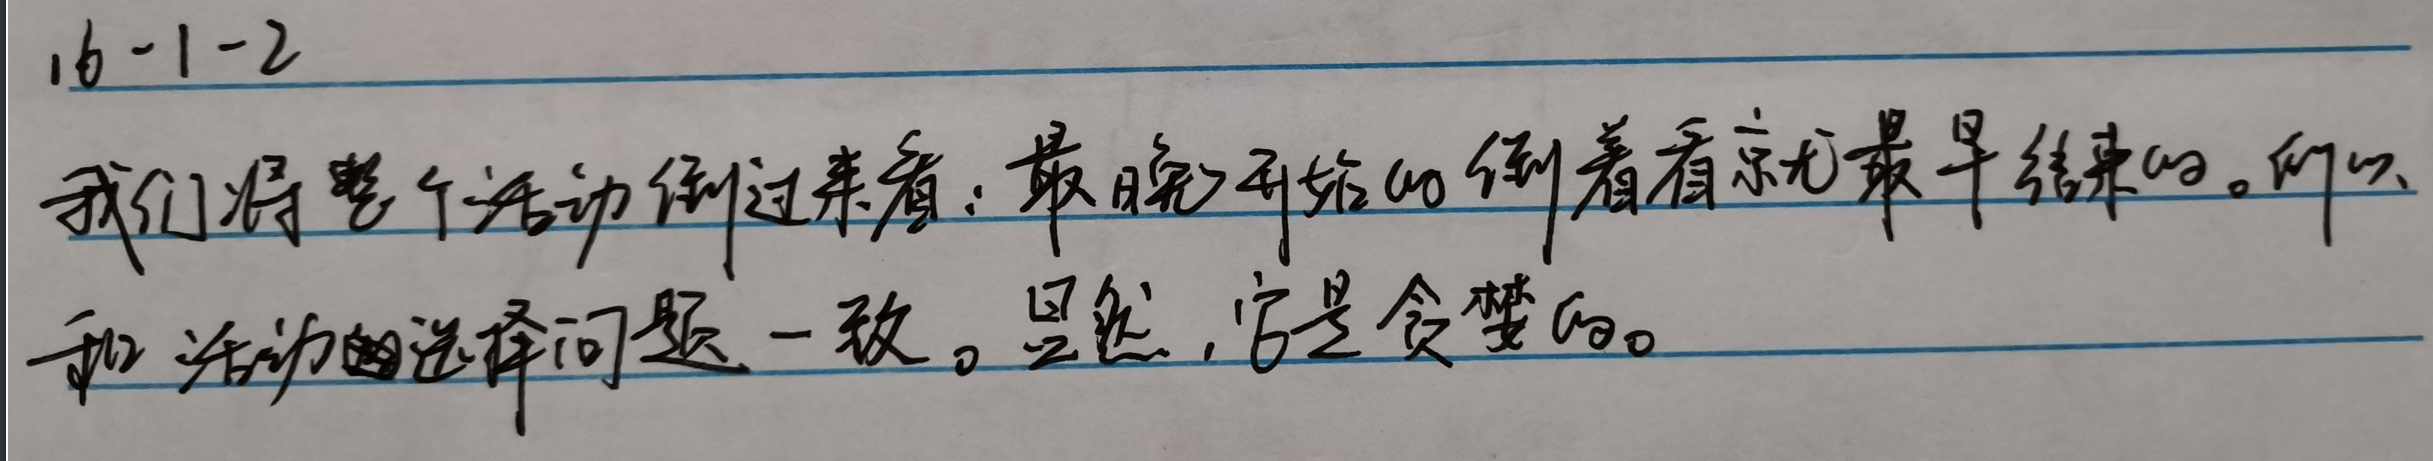 16-1-2
我们将整个活动倒过来看：最晚开始的倒着看就是最早结束的。所以
和活动选择问题一致。显然，它是贪婪的。